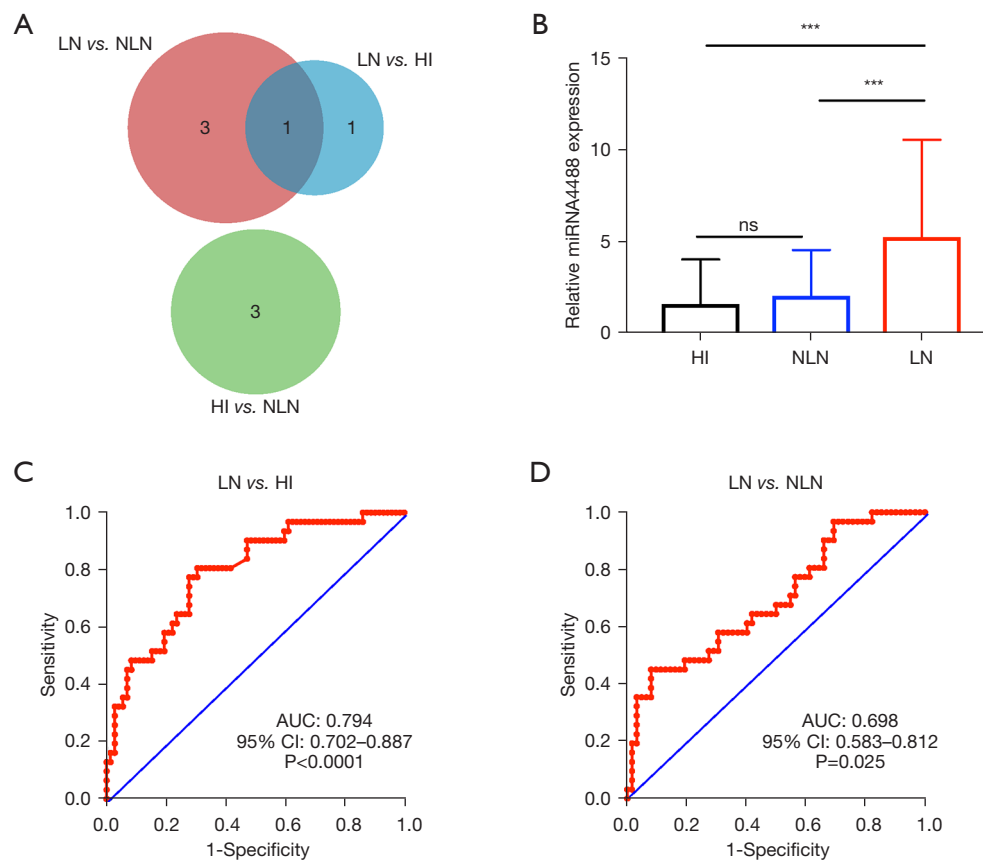 A
LN vs. NLN
LN vs. HI
3
1
1
3
HI vs. NLN
B
***
***
ns
Relative miRNA4488 expression
15
10
5
0
HI
NLN
LN
C
LN vs. HI
Sensitivity
1.0
0.8
0.6
0.4
0.2
0.0
AUC: 0.794
95% CI: 0.702–0.887
P<0.0001
0.0 0.2 0.4 0.6 0.8 1.0
1-Specificity
D
LN vs. NLN
Sensitivity
1.0
0.8
0.6
0.4
0.2
0.0
AUC: 0.698
95% CI: 0.583–0.812
P=0.025
0.0 0.2 0.4 0.6 0.8 1.0
1-Specificity